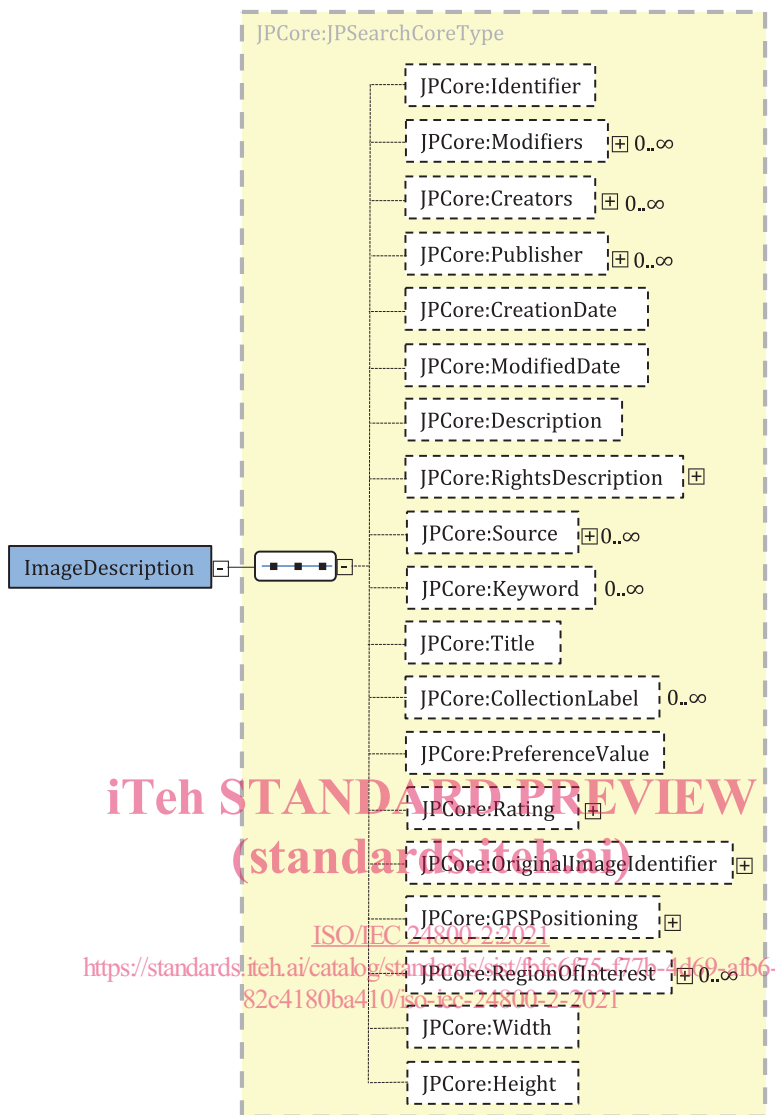 JPCore:JPSearchCoreType
JPCore:Identifier
JPCore:Modifiers 0..∞
JPCore:Creators 0..∞
JPCore:Publisher 0..∞
JPCore:CreationDate
JPCore:ModifiedDate
JPCore:Description
JPCore:RightsDescription
JPCore:Source 0..∞
ImageDescription
JPCore:Keyword 0..∞
JPCore:Title
JPCore:CollectionLabel 0..∞
JPCore:PreferenceValue
iTeh STANDARD PREVIEW
JPCore:Rating
(standards.iteh.ai)
JPCore:OriginalImageIdentifier
JPCore:GPSPositioning
ISO/IEC 24800-2:2021
JPCore:RegionOfInterest 0..∞
82c4180ba410/iso-iec-24800-2-2021
JPCore:Width
JPCore:Height